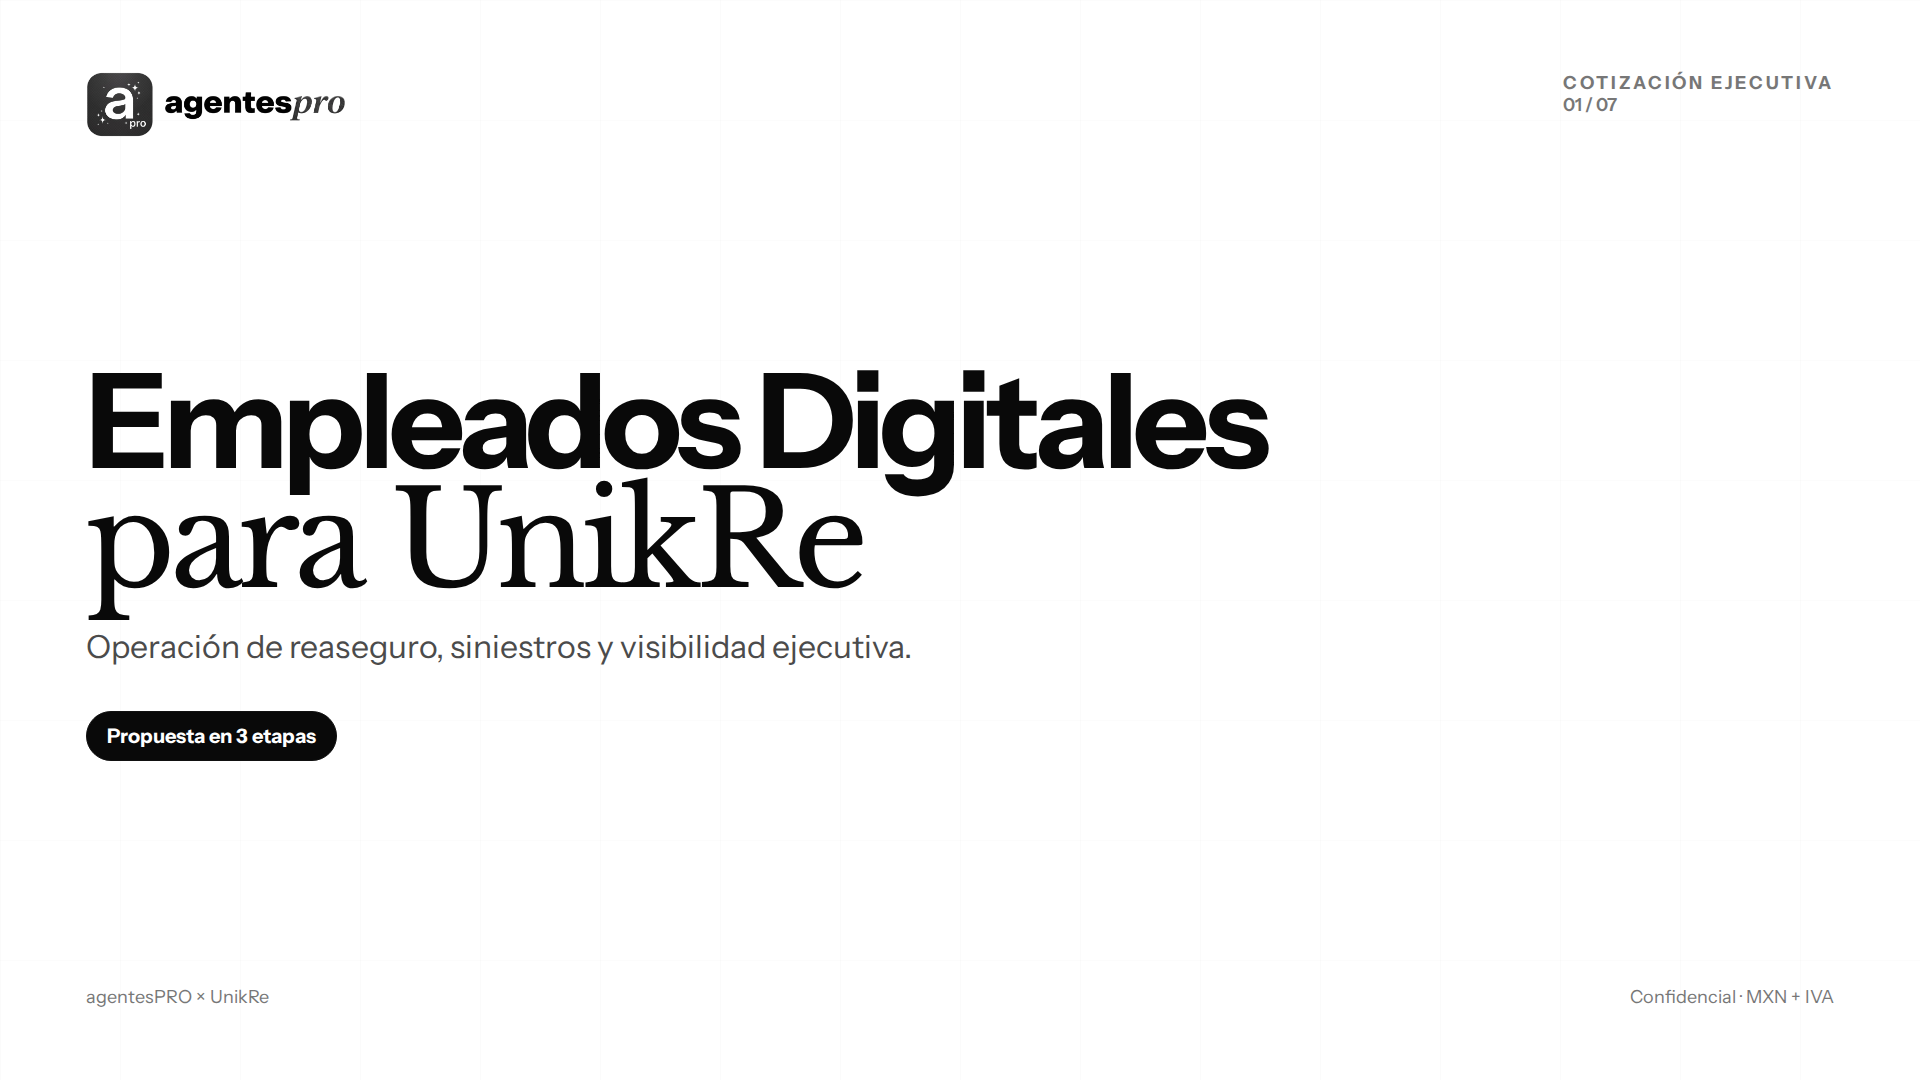 a
pro
agentespro
COTIZACIÓN EJECUTIVA
01 / 07
Empleados Digitales
para UnikRe
Operación de reaseguro, siniestros y visibilidad ejecutiva.
Propuesta en 3 etapas
agentesPRO × UnikRe
Confidencial · MXN + IVA